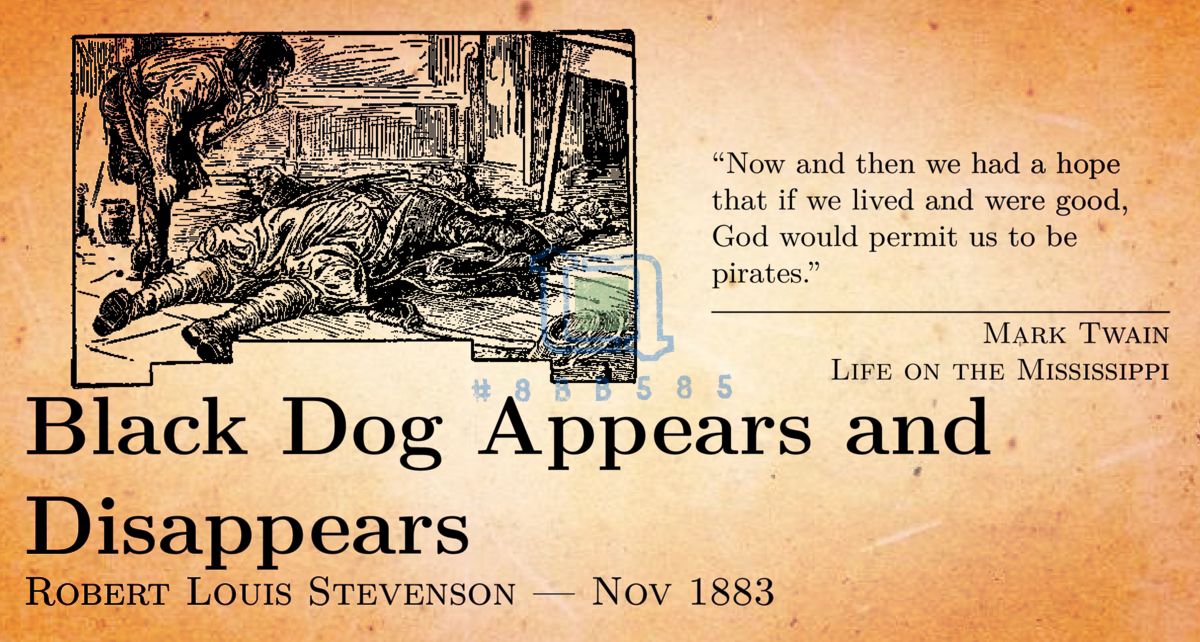 “Now and then we had a hope
that if we lived and were good,
God would permit us to be
pirates.”
Mark Twain
Life on the Mississippi
#8BB585
Black Dog Appears and
Disappears
Robert Louis Stevenson — Nov 1883